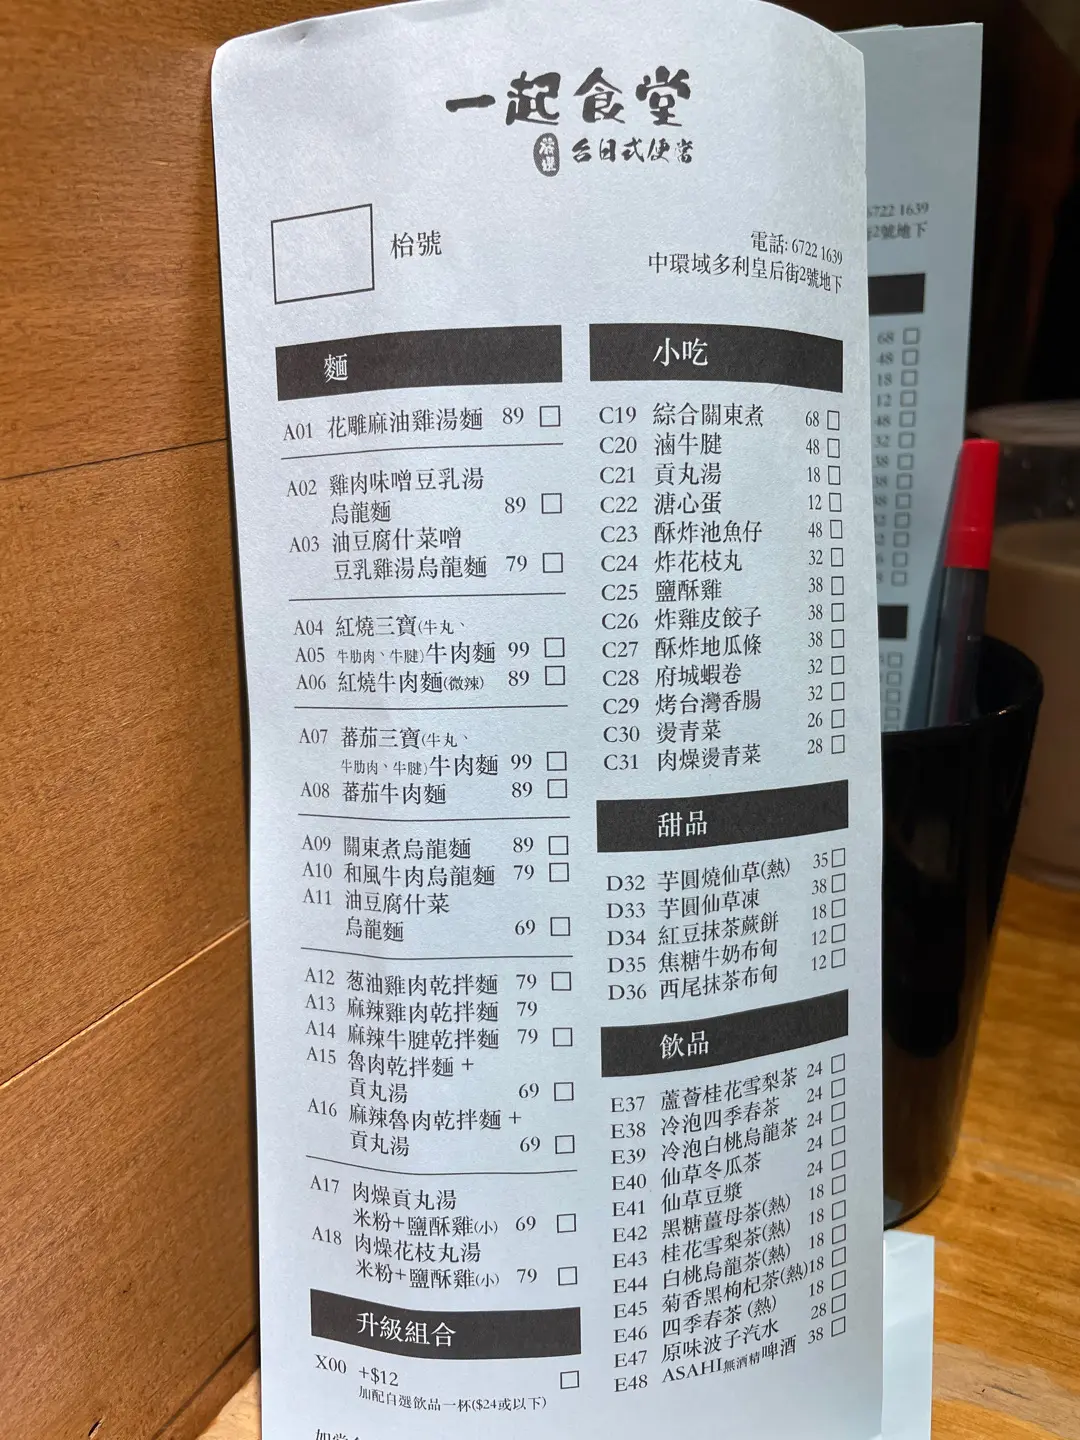 一起食堂
台日式便當
枱號
電話: 6722 1639
中環域多利皇后街2號地下
麵
A01 花雕麻油雞湯麵 89 □
A02 雞肉味噌豆乳湯
烏龍麵 89 □
A03 油豆腐什菜噌
豆乳雞湯烏龍麵 79 □
A04 紅燒三寶(牛丸、
A05 牛肋肉、牛腱)牛肉麵 99 □
A06 紅燒牛肉麵(微辣) 89 □
A07 蕃茄三寶(牛丸、
牛肋肉、牛腱)牛肉麵 99 □
A08 蕃茄牛肉麵 89 □
A09 關東煮烏龍麵 89 □
A10 和風牛肉烏龍麵 79 □
A11 油豆腐什菜
烏龍麵 69 □
A12 葱油雞肉乾拌麵 79 □
A13 麻辣雞肉乾拌麵 79
A14 麻辣牛腱乾拌麵 79 □
A15 魯肉乾拌麵 +
貢丸湯 69 □
A16 麻辣魯肉乾拌麵 +
貢丸湯 69 □
A17 肉燥貢丸湯
米粉+鹽酥雞(小) 69 □
A18 肉燥花枝丸湯
米粉+鹽酥雞(小) 79 □
升級組合
X00 +$12 □
加配自選飲品一杯($24或以下)
小吃
C19 綜合關東煮 68 □
C20 滷牛腱 48 □
C21 貢丸湯 18 □
C22 溏心蛋 12 □
C23 酥炸池魚仔 48 □
C24 炸花枝丸 32 □
C25 鹽酥雞 38 □
C26 炸雞皮餃子 38 □
C27 酥炸地瓜條 38 □
C28 府城蝦卷 32 □
C29 烤台灣香腸 32 □
C30 燙青菜 26 □
C31 肉燥燙青菜 28 □
甜品
D32 芋圓燒仙草(熱) 35 □
D33 芋圓仙草凍 38 □
D34 紅豆抹茶蕨餅 18 □
D35 焦糖牛奶布甸 12 □
D36 西尾抹茶布甸 12 □
飲品
E37 蘆薈桂花雪梨茶 24 □
E38 冷泡四季春茶 24 □
E39 冷泡白桃烏龍茶 24 □
E40 仙草冬瓜茶 24 □
E41 仙草豆漿 24 □
E42 黑糖薑母茶(熱) 18 □
E43 桂花雪梨茶(熱) 18 □
E44 白桃烏龍茶(熱) 18 □
E45 菊香黑枸杞茶(熱) 18 □
E46 四季春茶 (熱) 18 □
E47 原味波子汽水 28 □
E48 ASAHI無酒精啤酒 38 □
6722 1639
2號地下
68 □
48 □
18 □
12 □
48 □
32 □
38 □
38 □